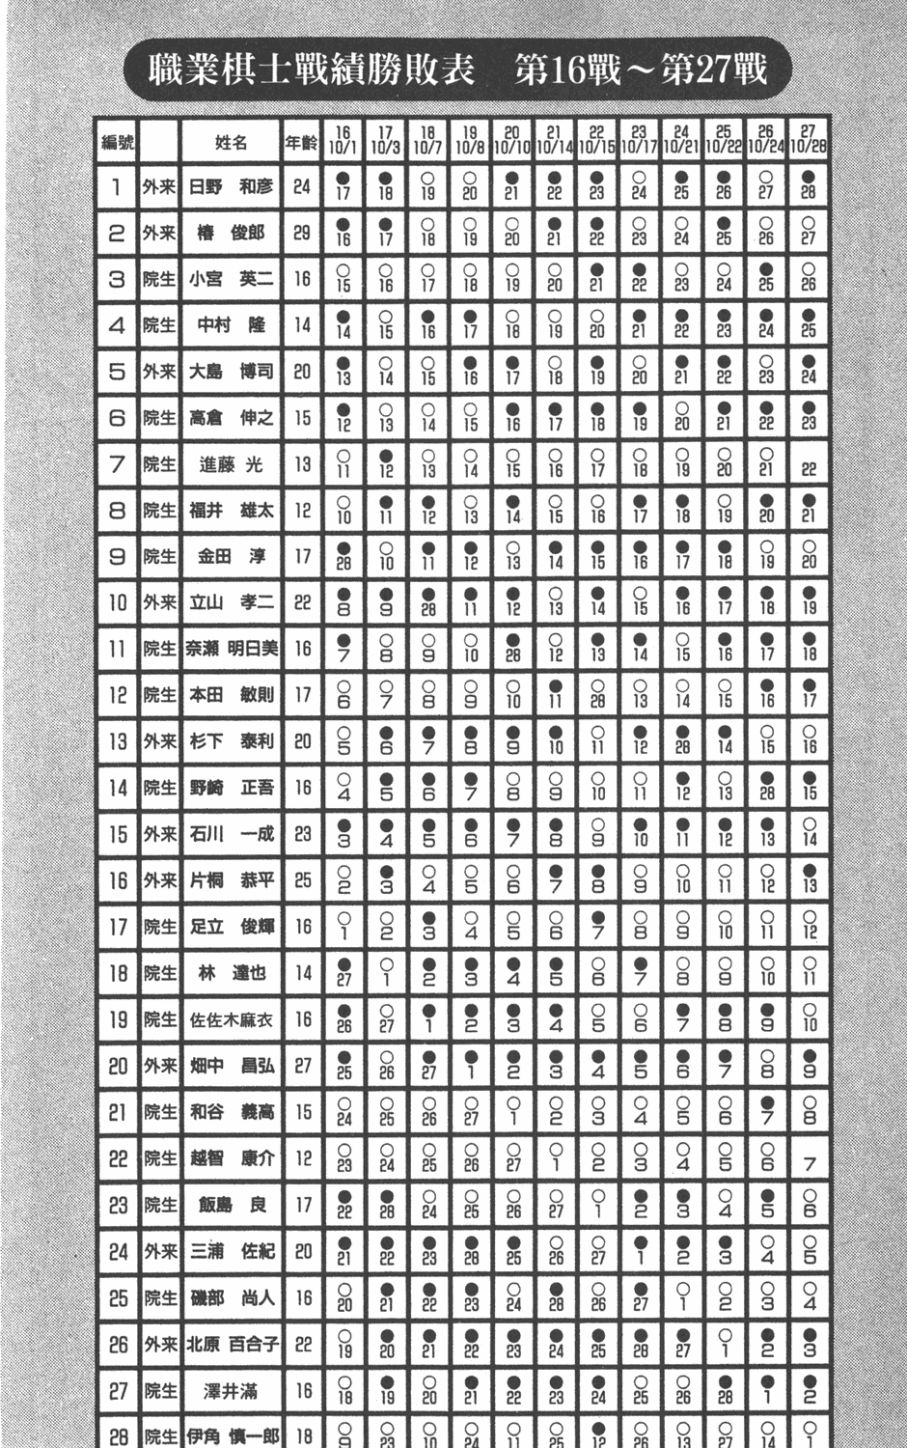 職業棋士戰績勝敗表 第16戰～第27戰
編號 姓名 年齡 16 10/1 17 10/3 18 10/7 19 10/8 20 10/10 21 10/14 22 10/15 23 10/17 24 10/21 25 10/22 26 10/24 27 10/28
1 外来 日野 和彦 24 ●17 ●18 ○19 ○20 ●21 ●22 ●23 ○24 ●25 ●26 ○27 ●28
2 外来 椿 俊郎 29 ●16 ●17 ○18 ○19 ○20 ●21 ●22 ○23 ○24 ●25 ○26 ○27
3 院生 小宮 英二 16 ○15 ○16 ○17 ○18 ○19 ○20 ●21 ●22 ○23 ○24 ●25 ○26
4 院生 中村 隆 14 ●14 ○15 ●16 ●17 ○18 ○19 ○20 ●21 ●22 ●23 ●24 ●25
5 外来 大島 博司 20 ●13 ○14 ○15 ●16 ●17 ○18 ●19 ○20 ●21 ●22 ○23 ●24
6 院生 高倉 伸之 15 ●12 ○13 ○14 ○15 ●16 ●17 ●18 ●19 ○20 ●21 ●22 ●23
7 院生 進藤 光 13 ○11 ●12 ○13 ○14 ○15 ○16 ○17 ○18 ○19 ○20 ○21 22
8 院生 福井 雄太 12 ○10 ●11 ●12 ○13 ●14 ○15 ○16 ●17 ●18 ○19 ●20 ●21
9 院生 金田 淳 17 ●28 ○10 ●11 ●12 ○13 ●14 ●15 ●16 ●17 ●18 ○19 ○20
10 外来 立山 孝二 22 ●8 ●9 ●28 ●11 ●12 ○13 ●14 ○15 ●16 ●17 ●18 ●19
11 院生 奈瀬 明日美 16 ●7 ○8 ○9 ○10 ●28 ○12 ●13 ●14 ○15 ●16 ●17 ●18
12 院生 本田 敏則 17 ○6 ○7 ○8 ○9 ○10 ●11 ○28 ○13 ○14 ○15 ●16 ●17
13 外来 杉下 泰利 20 ○5 ●6 ●7 ●8 ●9 ●10 ○11 ●12 ●28 ●14 ○15 ○16
14 院生 野崎 正吾 16 ○4 ●5 ●6 ●7 ○8 ○9 ○10 ○11 ●12 ○13 ●28 ●15
15 外来 石川 一成 23 ●3 ●4 ●5 ●6 ●7 ●8 ○9 ●10 ●11 ●12 ●13 ○14
16 外来 片桐 恭平 25 ○2 ●3 ○4 ○5 ○6 ●7 ●8 ○9 ○10 ○11 ○12 ●13
17 院生 足立 俊輝 16 ○1 ○2 ●3 ○4 ○5 ○6 ●7 ○8 ○9 ○10 ○11 ○12
18 院生 林 達也 14 ●27 ○1 ●2 ●3 ●4 ●5 ○6 ●7 ○8 ○9 ○10 ○11
19 院生 佐佐木麻衣 16 ●26 ○27 ●1 ●2 ●3 ●4 ○5 ○6 ●7 ●8 ●9 ○10
20 外来 畑中 昌弘 27 ●25 ○26 ●27 ●1 ●2 ●3 ●4 ●5 ●6 ●7 ○8 ●9
21 院生 和谷 義高 15 ○24 ○25 ○26 ○27 ○1 ○2 ○3 ○4 ○5 ○6 ●7 ○8
22 院生 越智 康介 12 ○23 ○24 ○25 ○26 ○27 ○1 ○2 ○3 ○4 ○5 ○6 7
23 院生 飯島 良 17 ●22 ●28 ○24 ○25 ○26 ○27 ○1 ●2 ●3 ○4 ●5 ○6
24 外来 三浦 佐紀 20 ●21 ●22 ●23 ●28 ●25 ○26 ○27 ●1 ●2 ●3 ○4 ○5
25 院生 磯部 尚人 16 ○20 ●21 ●22 ●23 ○24 ●28 ○26 ●27 ○1 ○2 ○3 ○4
26 外来 北原 百合子 22 ○19 ●20 ●21 ●22 ●23 ●24 ●25 ●28 ●27 ○1 ●2 ●3
27 院生 澤井滿 16 ○18 ●19 ○20 ●21 ●22 ●23 ●24 ○25 ○26 ●28 ●1 ●2
28 院生 伊角 慎一郎 18 ○9 ○23 ○10 ○24 ○11 ○25 ●12 ○26 ○13 ○27 ○14 ○1